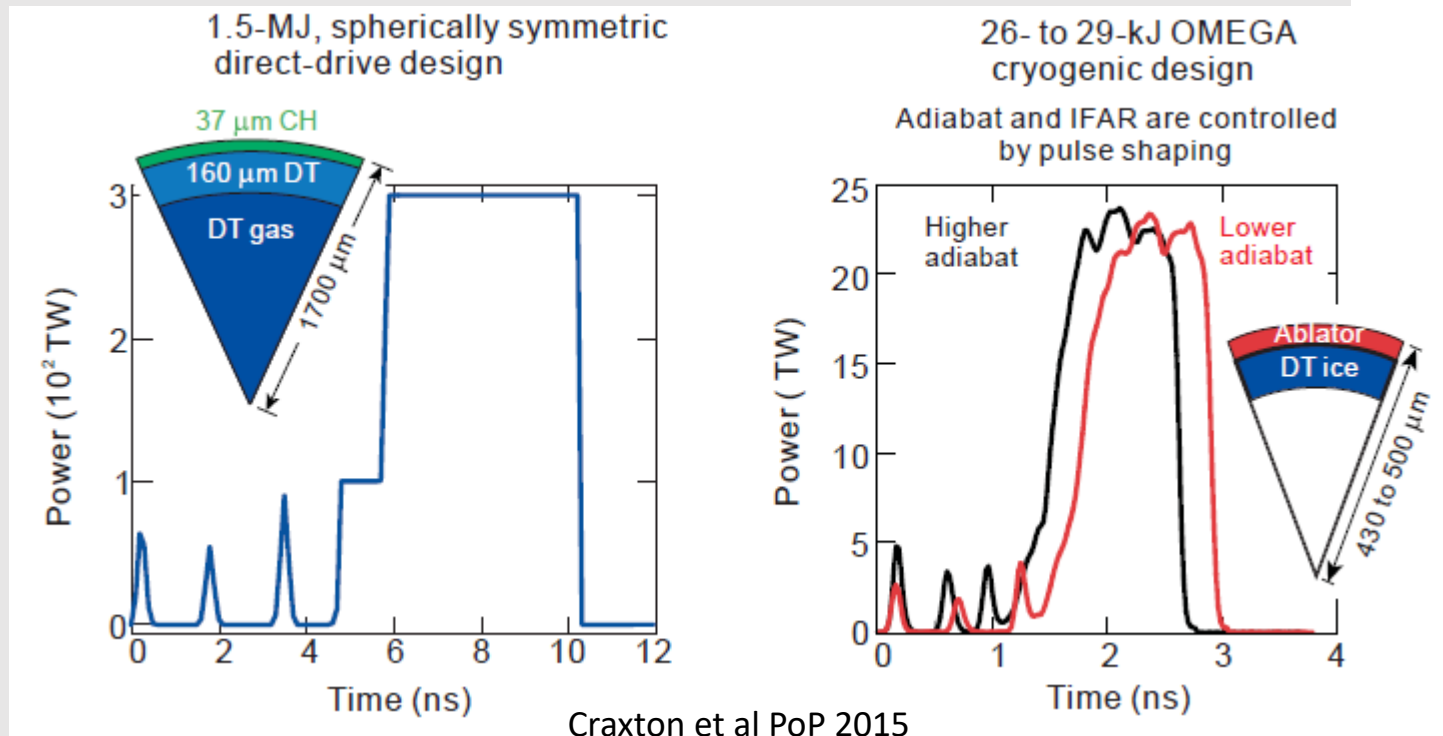 1.5-MJ, spherically symmetric
direct-drive design
37 μm CH
160 μm DT
DT gas
1700 μm
Power (10² TW)
3
2
1
0
0 2 4 6 8 10 12
Time (ns)
26- to 29-kJ OMEGA
cryogenic design
Adiabat and IFAR are controlled
by pulse shaping
Higher
adiabat
Lower
adiabat
Ablator
DT ice
430 to 500 μm
Power ( TW)
25
20
15
10
5
0
0 1 2 3 4
Time (ns)
Craxton et al PoP 2015